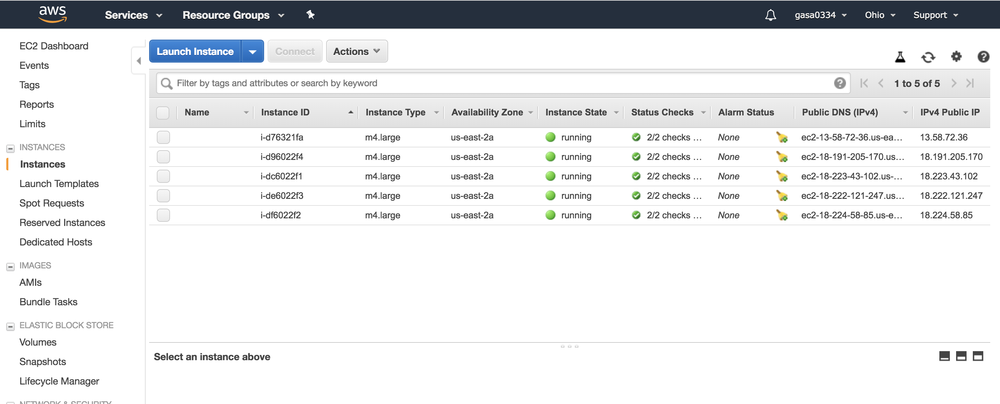 aws Services Resource Groups gasa0334 Ohio Support
EC2 Dashboard
Events
Tags
Reports
Limits
INSTANCES
Instances
Launch Templates
Spot Requests
Reserved Instances
Dedicated Hosts
IMAGES
AMIs
Bundle Tasks
ELASTIC BLOCK STORE
Volumes
Snapshots
Lifecycle Manager
NETWORK & SECURITY
Launch Instance Connect Actions
Filter by tags and attributes or search by keyword 1 to 5 of 5
Name Instance ID Instance Type Availability Zone Instance State Status Checks Alarm Status Public DNS (IPv4) IPv4 Public IP
i-d76321fa m4.large us-east-2a running 2/2 checks ... None ec2-13-58-72-36.us-ea... 13.58.72.36
i-d96022f4 m4.large us-east-2a running 2/2 checks ... None ec2-18-191-205-170.us... 18.191.205.170
i-dc6022f1 m4.large us-east-2a running 2/2 checks ... None ec2-18-223-43-102.us-... 18.223.43.102
i-de6022f3 m4.large us-east-2a running 2/2 checks ... None ec2-18-222-121-247.us... 18.222.121.247
i-df6022f2 m4.large us-east-2a running 2/2 checks ... None ec2-18-224-58-85.us-e... 18.224.58.85
Select an instance above